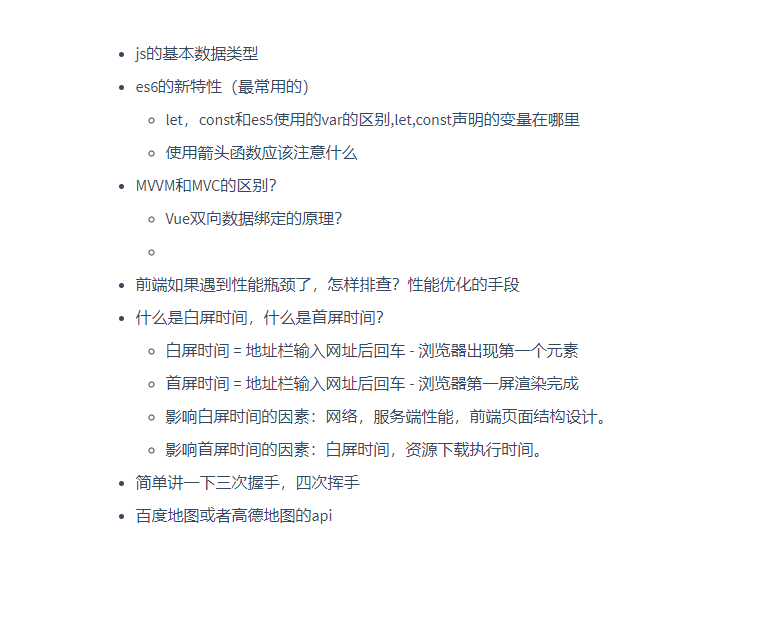 js的基本数据类型
es6的新特性（最常用的）
let，const和es5使用的var的区别,let,const声明的变量在哪里
使用箭头函数应该注意什么
MVVM和MVC的区别？
Vue双向数据绑定的原理？
前端如果遇到性能瓶颈了，怎样排查？性能优化的手段
什么是白屏时间，什么是首屏时间？
白屏时间 = 地址栏输入网址后回车 - 浏览器出现第一个元素
首屏时间 = 地址栏输入网址后回车 - 浏览器第一屏渲染完成
影响白屏时间的因素：网络，服务端性能，前端页面结构设计。
影响首屏时间的因素：白屏时间，资源下载执行时间。
简单讲一下三次握手，四次挥手
百度地图或者高德地图的api